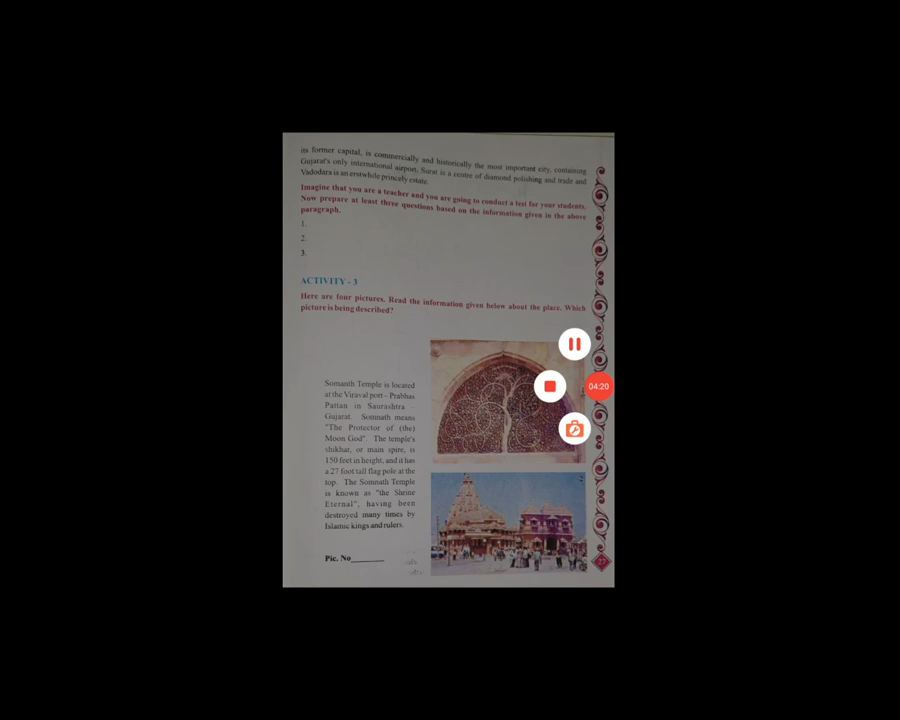 its former capital, is commercially and historically the most important city, containing
Gujarat's only international airport. Surat is a centre of diamond polishing and trade and
Vadodara is an erstwhile princely estate.
Imagine that you are a teacher and you are going to conduct a test for your students.
Now prepare at least three questions based on the information given in the above
paragraph.
1.
2.
3.
ACTIVITY - 3
Here are four pictures. Read the information given below about the place. Which
picture is being described?
Somanth Temple is located
at the Viraval port – Prabhas
Pattan in Saurashtra –
Gujarat. Somnath means
"The Protector of (the)
Moon God". The temple's
shikhar, or main spire, is
150 feet in height, and it has
a 27 foot tall flag pole at the
top. The Somnath Temple
is known as "the Shrine
Eternal", having been
destroyed many times by
Islamic kings and rulers.
Pic. No______
2
04:20